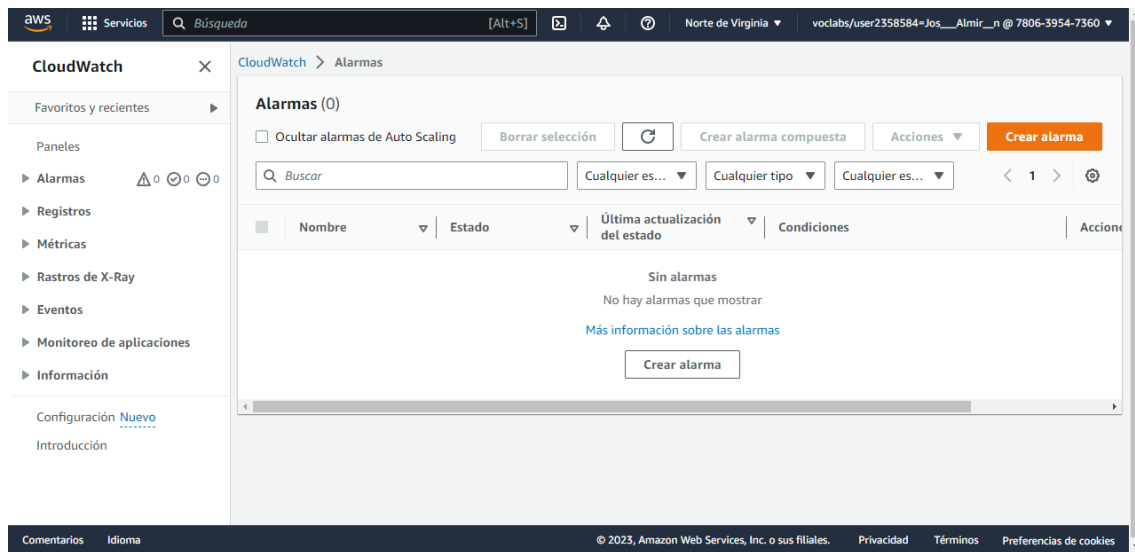 aws Servicios Búsqueda [Alt+S] Norte de Virginia voclabs/user2358584=Jos___Almir__n @ 7806-3954-7360
CloudWatch
Favoritos y recientes
Paneles
Alarmas 0 0 0
Registros
Métricas
Rastros de X-Ray
Eventos
Monitoreo de aplicaciones
Información
Configuración Nuevo
Introducción
CloudWatch > Alarmas
Alarmas (0)
Ocultar alarmas de Auto Scaling Borrar selección Crear alarma compuesta Acciones Crear alarma
Buscar Cualquier es... Cualquier tipo Cualquier es... 1
Nombre Estado Última actualización del estado Condiciones Accione
Sin alarmas
No hay alarmas que mostrar
Más información sobre las alarmas
Crear alarma
Comentarios Idioma © 2023, Amazon Web Services, Inc. o sus filiales. Privacidad Términos Preferencias de cookies